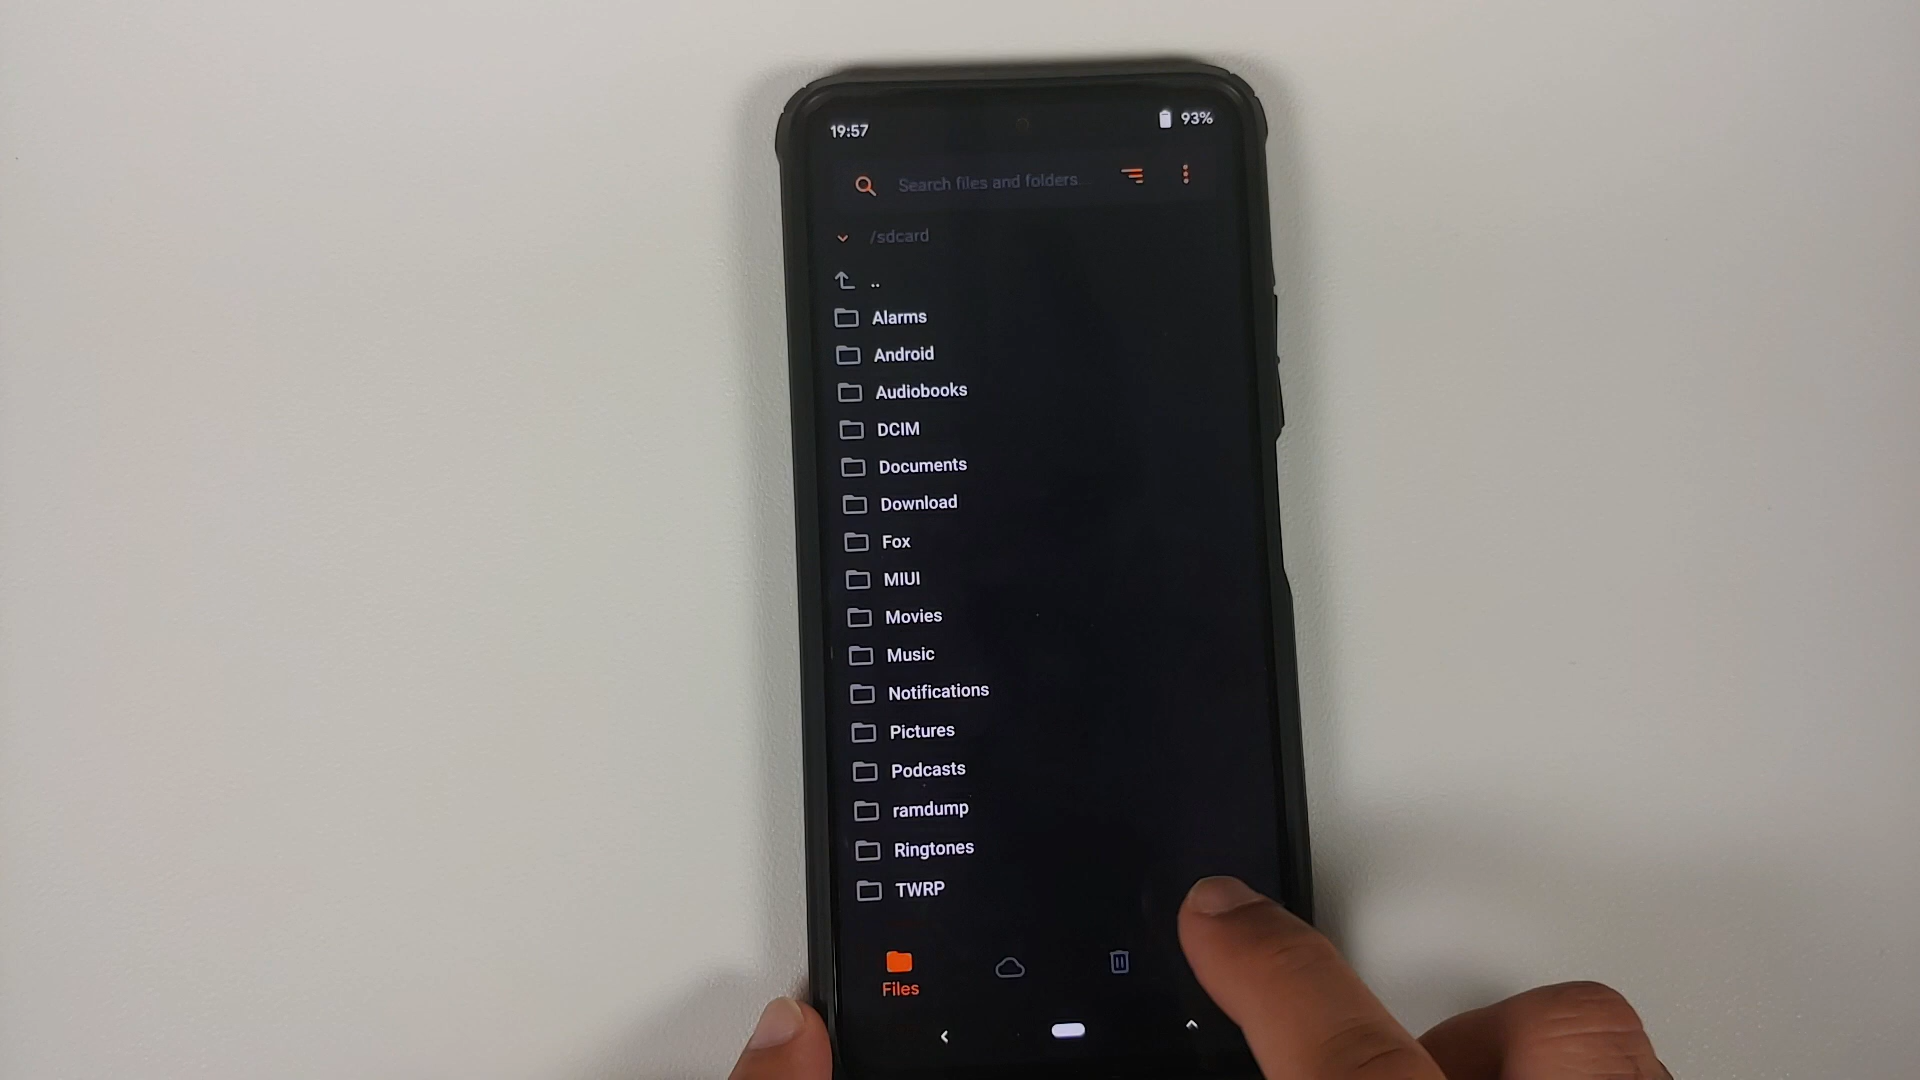 19:57
93%
Search files and folders...
/sdcard
..
Alarms
Android
Audiobooks
DCIM
Documents
Download
Fox
MIUI
Movies
Music
Notifications
Pictures
Podcasts
ramdump
Ringtones
TWRP
Files